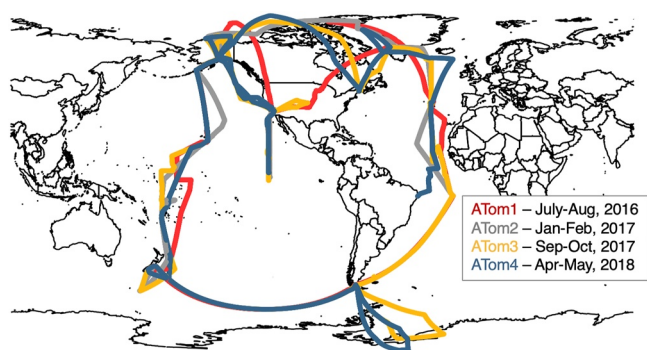 ATom1 – July-Aug, 2016
ATom2 – Jan-Feb, 2017
ATom3 – Sep-Oct, 2017
ATom4 – Apr-May, 2018